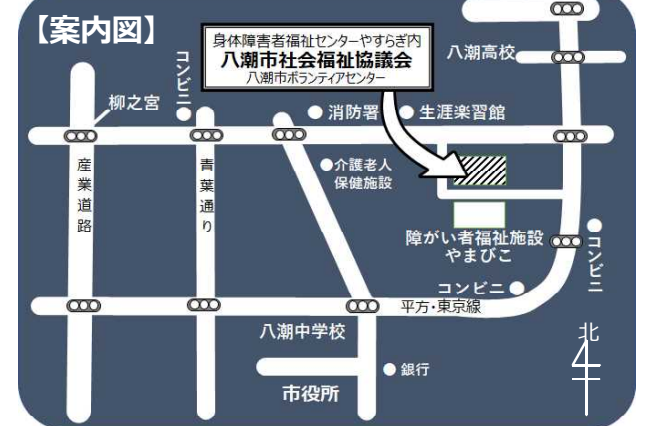 【案内図】
身体障害者福祉センターやすらぎ内
八潮市社会福祉協議会
八潮市ボランティアセンター
八潮高校
コンビニ
柳之宮
消防署
生涯楽習館
産業道路
青葉通り
介護老人
保健施設
障がい者福祉施設
やまびこ
コンビニ
コンビニ
平方・東京線
八潮中学校
銀行
市役所
北